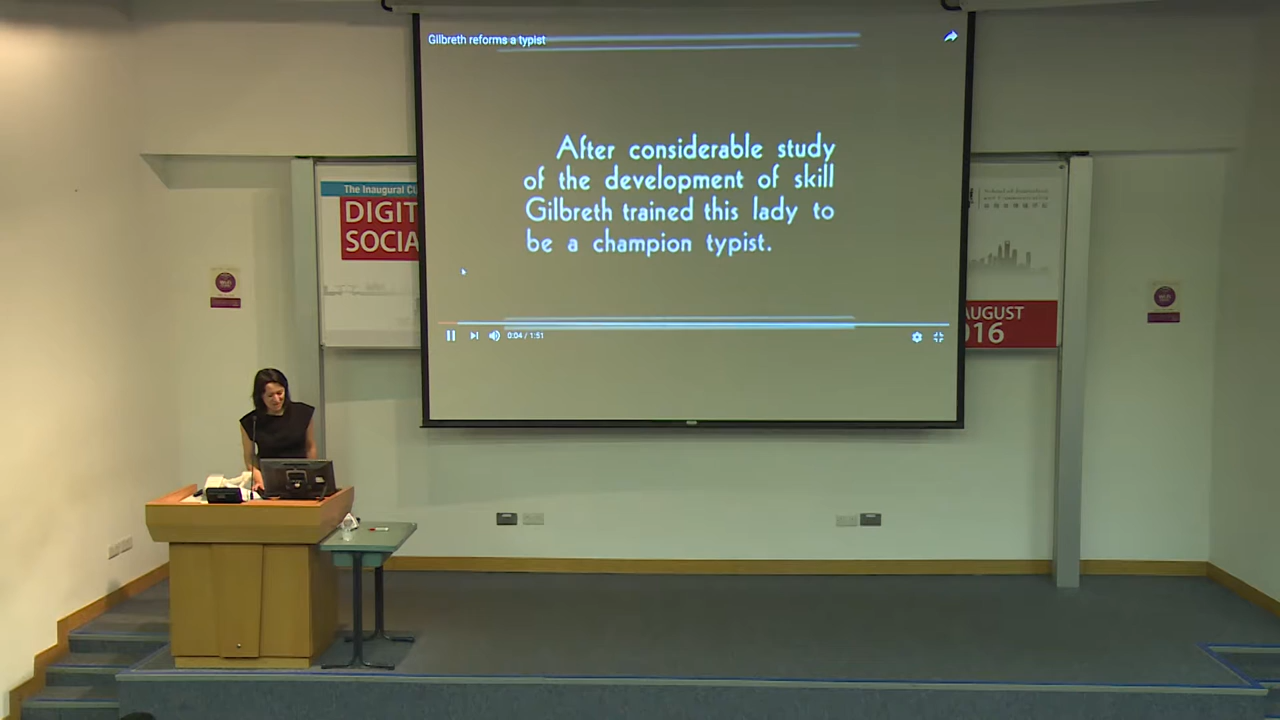 Gilbreth reforms a typist
After considerable study
of the development of skill
Gilbreth trained this lady to
be a champion typist.
0:04 / 1:51
The Inaugural
DIGIT
SOCIA
AUGUST
016